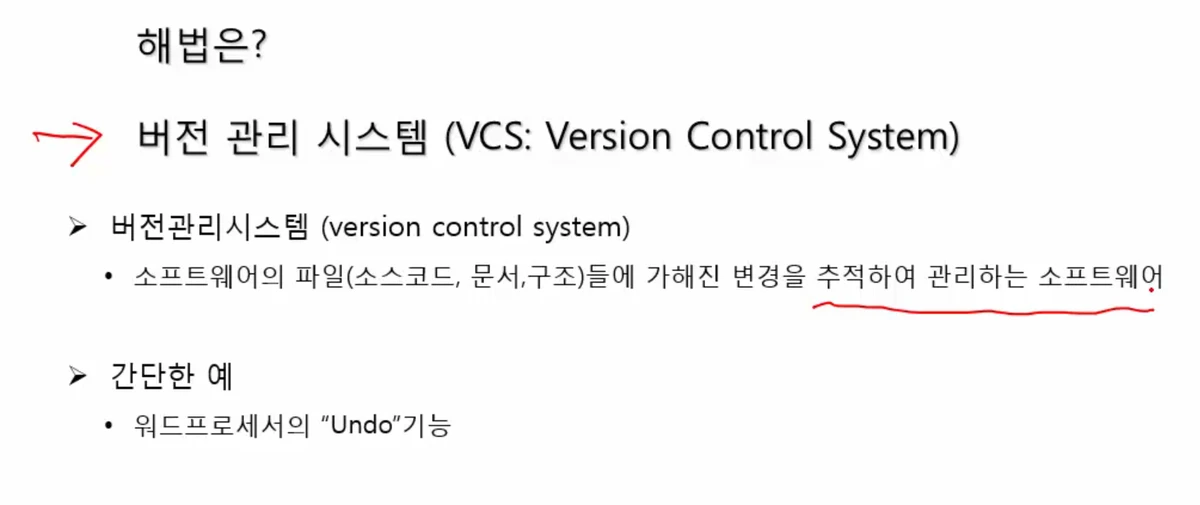 해법은?
버전 관리 시스템 (VCS: Version Control System)
➢ 버전관리시스템 (version control system)
• 소프트웨어의 파일(소스코드, 문서,구조)들에 가해진 변경을 추적하여 관리하는 소프트웨어
➢ 간단한 예
• 워드프로세서의 “Undo”기능